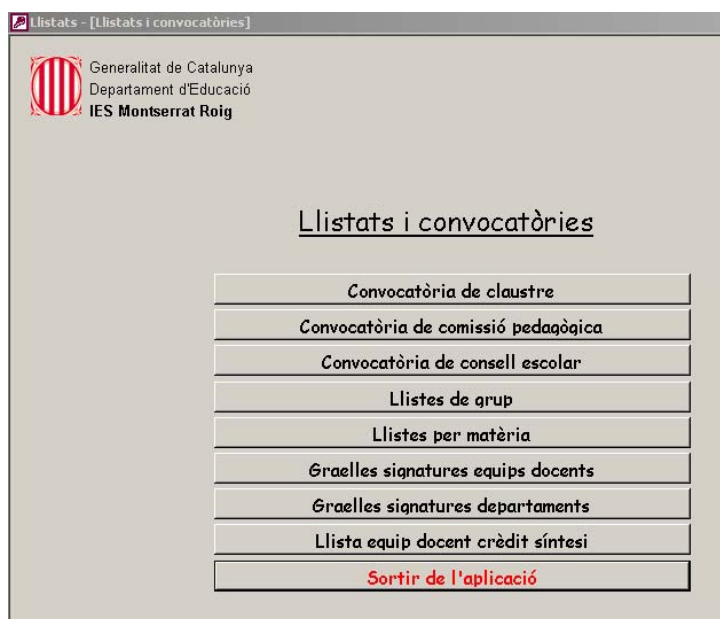 Llistats - [Llistats i convocatòries]
Generalitat de Catalunya
Departament d'Educació
IES Montserrat Roig
Llistats i convocatòries
Convocatòria de claustre
Convocatòria de comissió pedagògica
Convocatòria de consell escolar
Llistes de grup
Llistes per matèria
Graelles signatures equips docents
Graelles signatures departaments
Llista equip docent crèdit síntesi
Sortir de l'aplicació